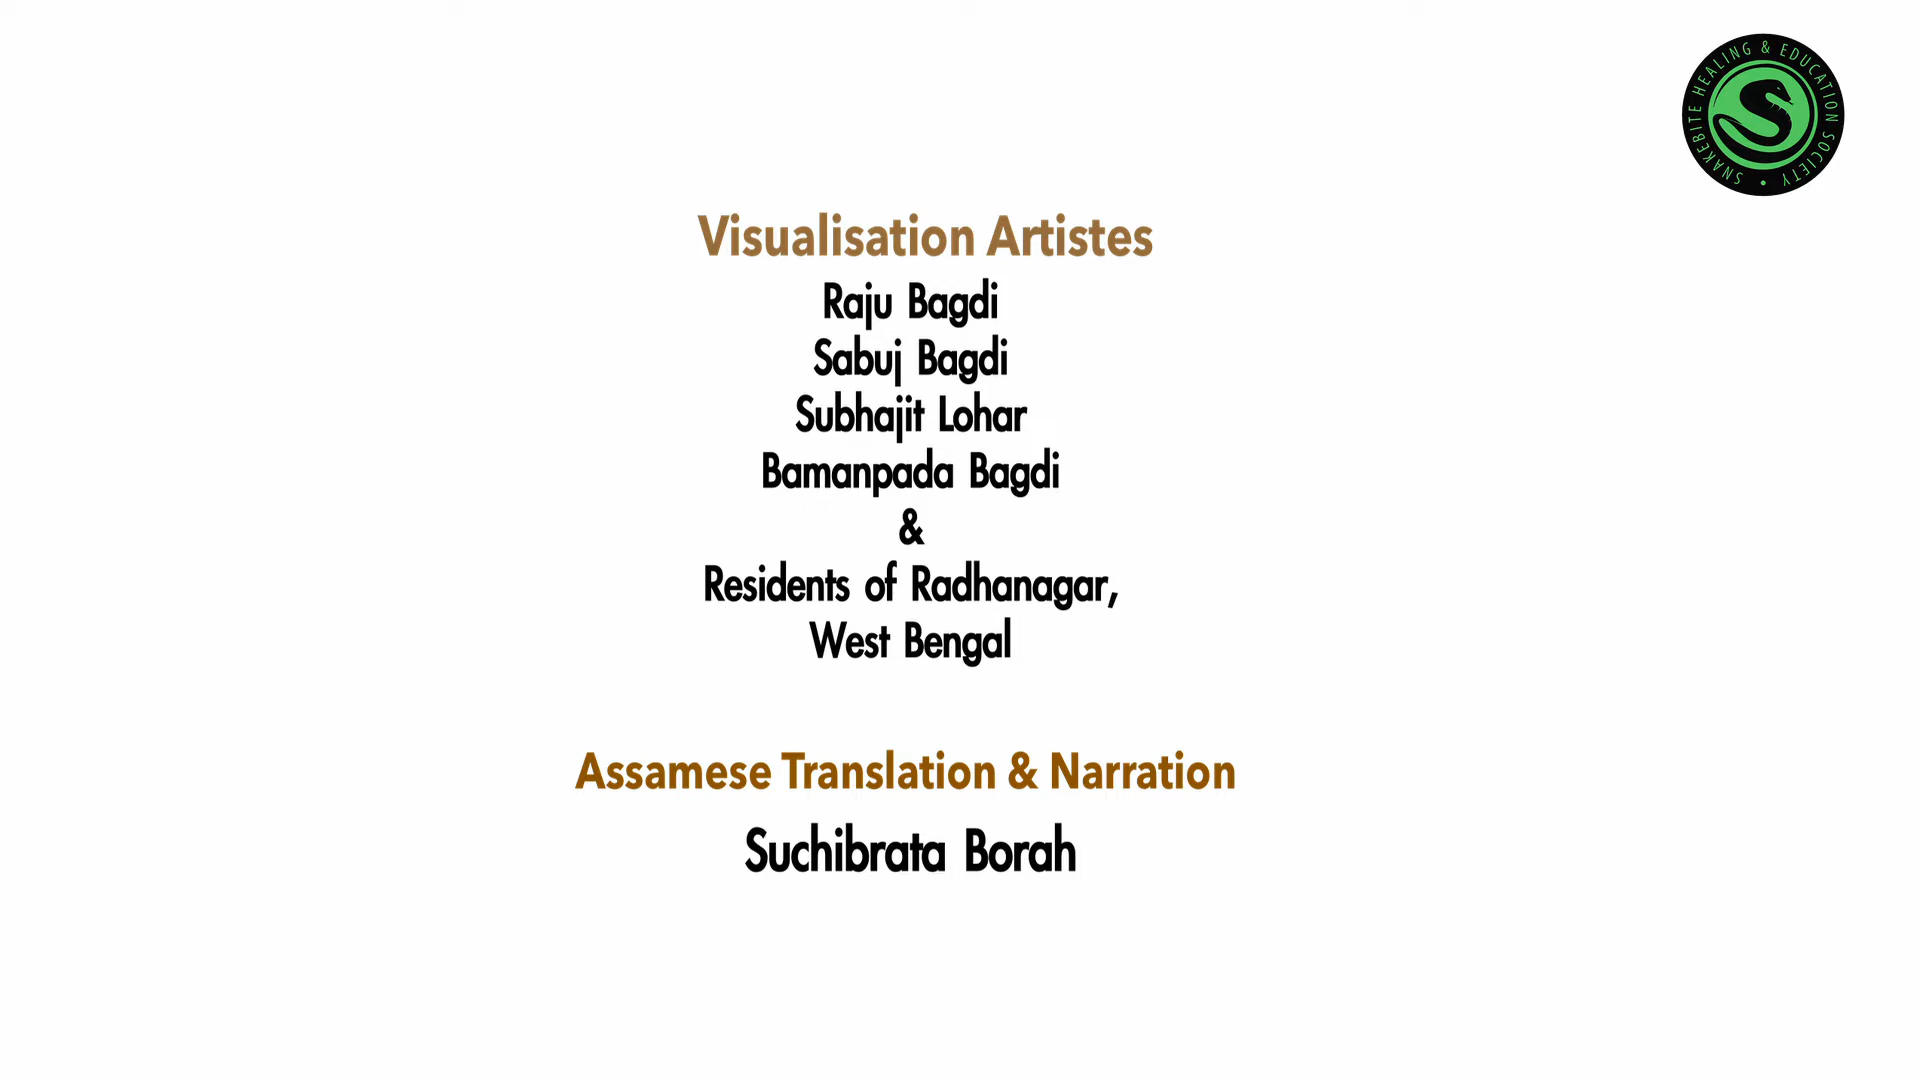 SNAKEBITE HEALING & EDUCATION SOCIETY
Visualisation Artistes
Raju Bagdi
Sabuj Bagdi
Subhajit Lohar
Bamanpada Bagdi
&
Residents of Radhanagar,
West Bengal
Assamese Translation & Narration
Suchibrata Borah